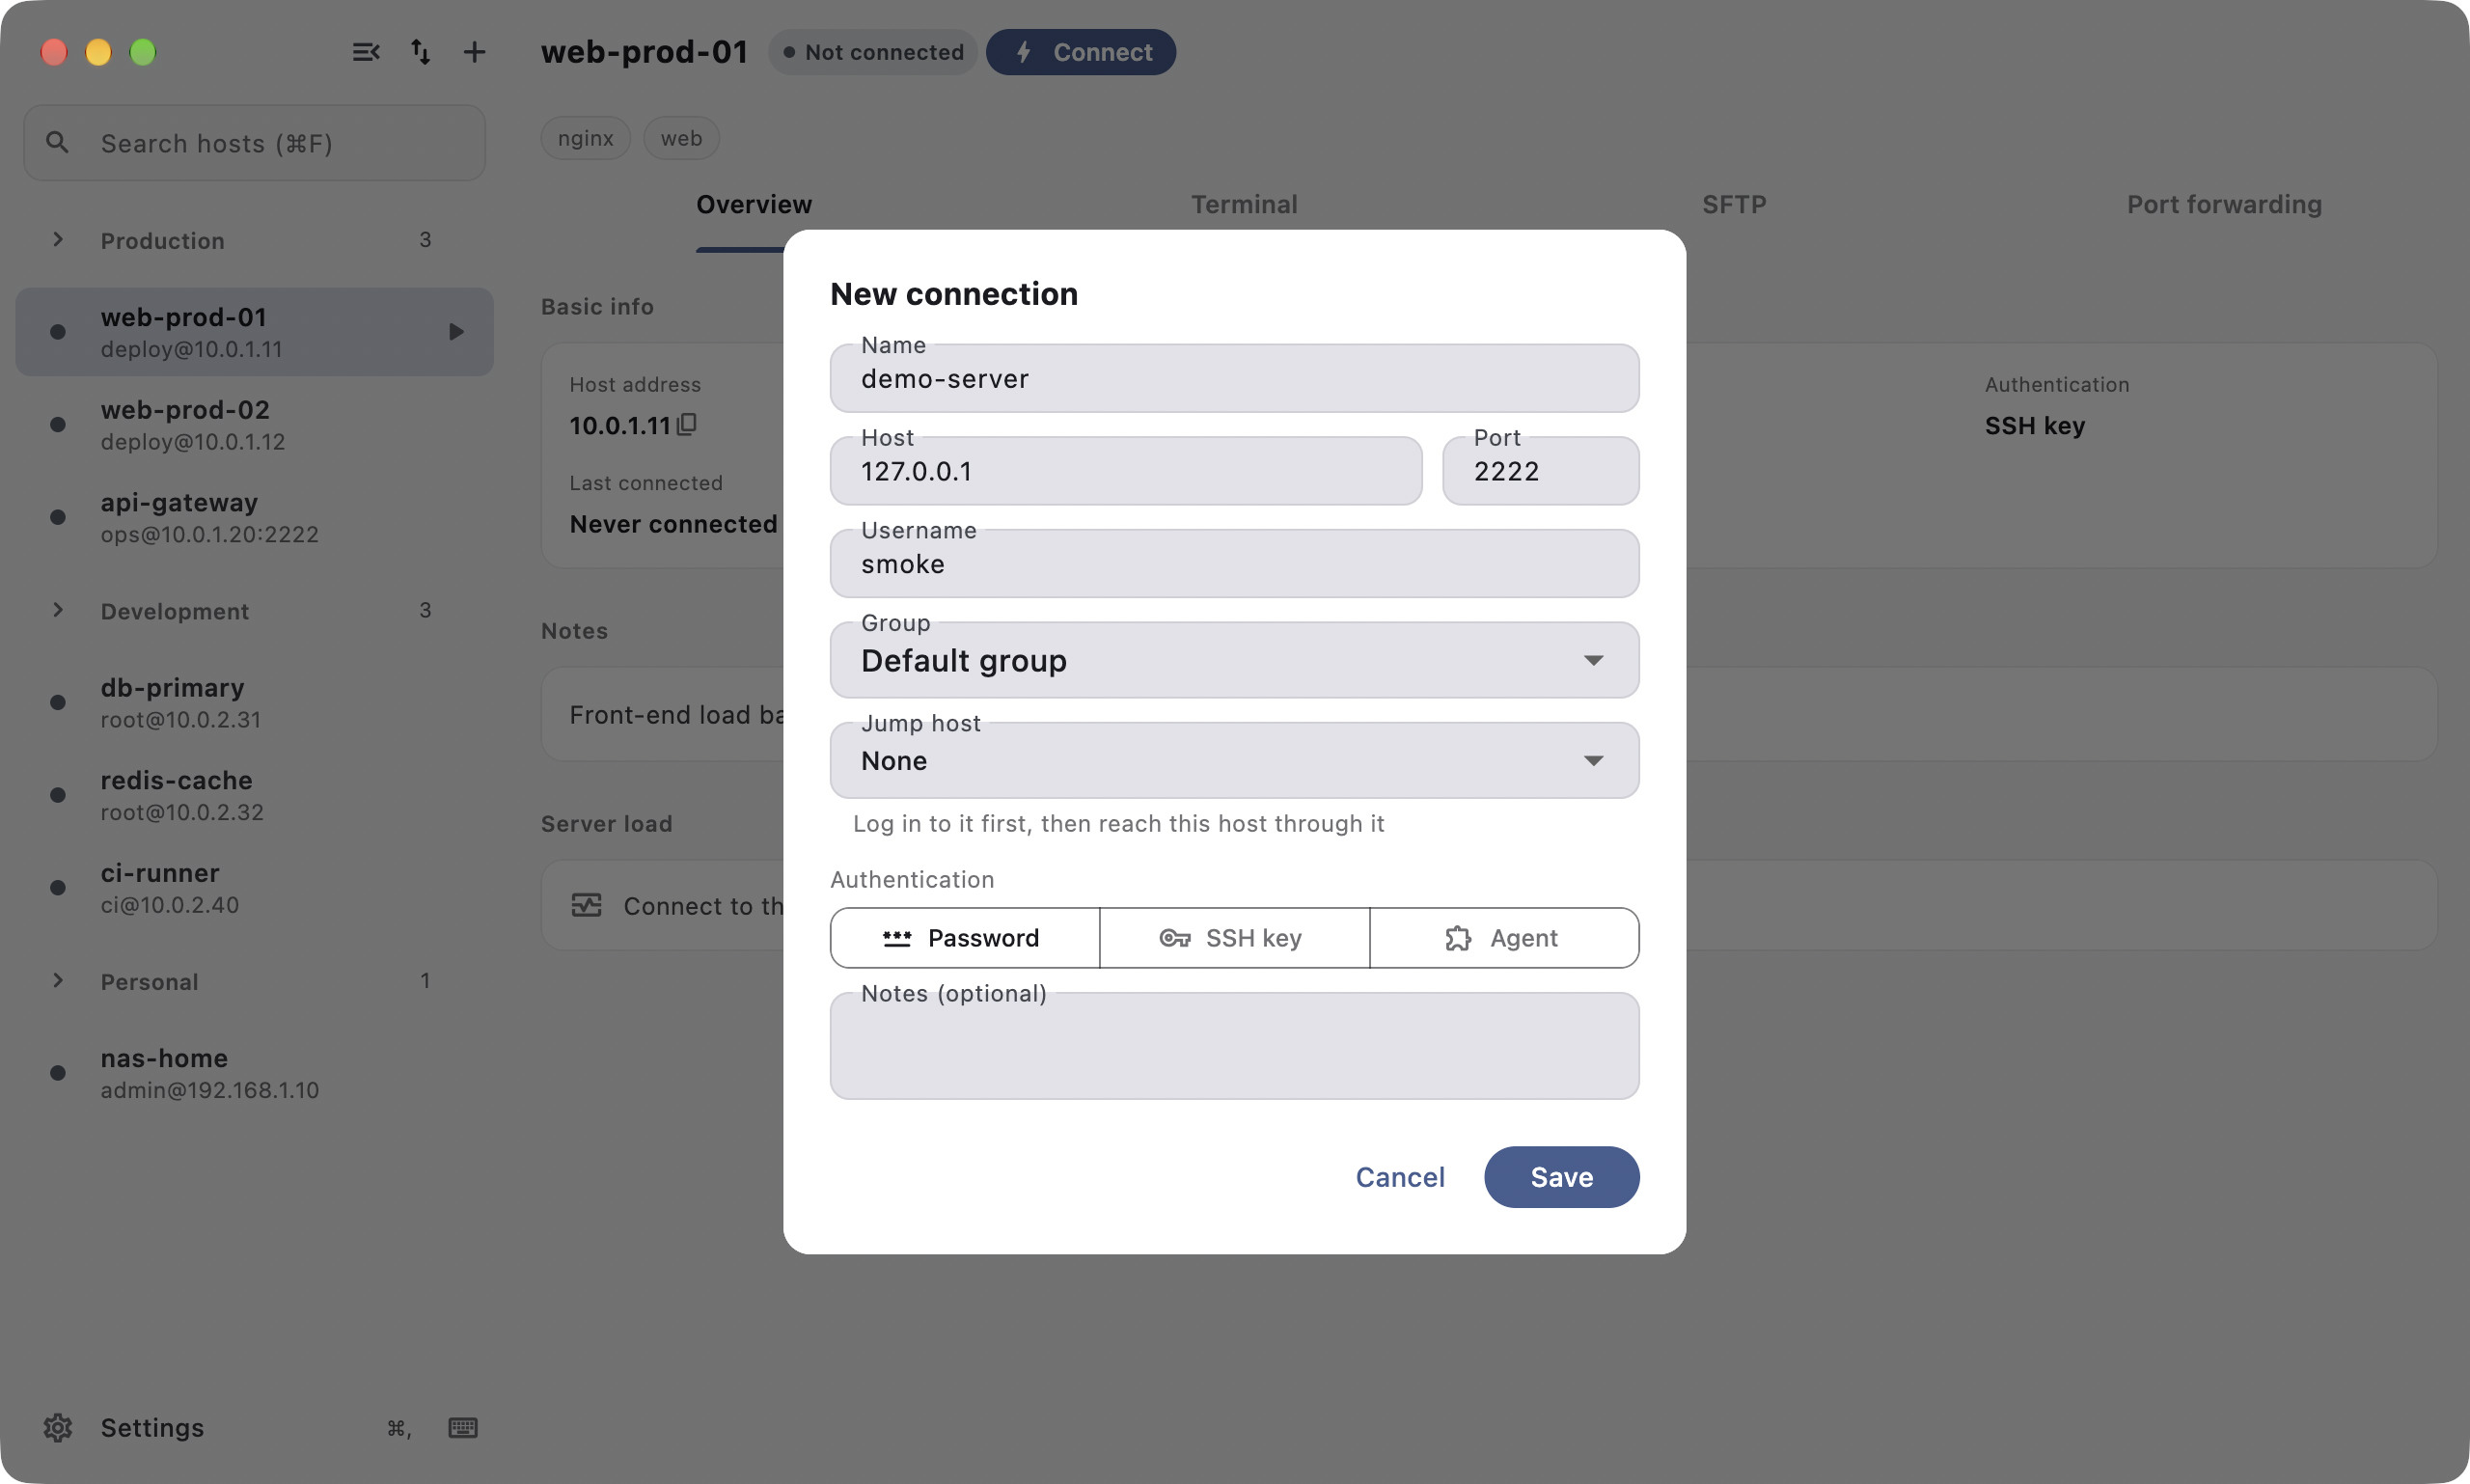 web-prod-01
Not connected
Connect
Search hosts (⌘F)
nginx
web
Overview
Terminal
SFTP
Port forwarding
Production
3
web-prod-01
deploy@10.0.1.11
web-prod-02
deploy@10.0.1.12
api-gateway
ops@10.0.1.20:2222
Development
3
db-primary
root@10.0.2.31
redis-cache
root@10.0.2.32
ci-runner
ci@10.0.2.40
Personal
1
nas-home
admin@192.168.1.10
Settings
⌘,
Basic info
Host address
10.0.1.11
Last connected
Never connected
Authentication
SSH key
Notes
Front-end load ba
Server load
Connect to th
New connection
Name
demo-server
Host
127.0.0.1
Port
2222
Username
smoke
Group
Default group
Jump host
None
Log in to it first, then reach this host through it
Authentication
Password
SSH key
Agent
Notes (optional)
Cancel
Save